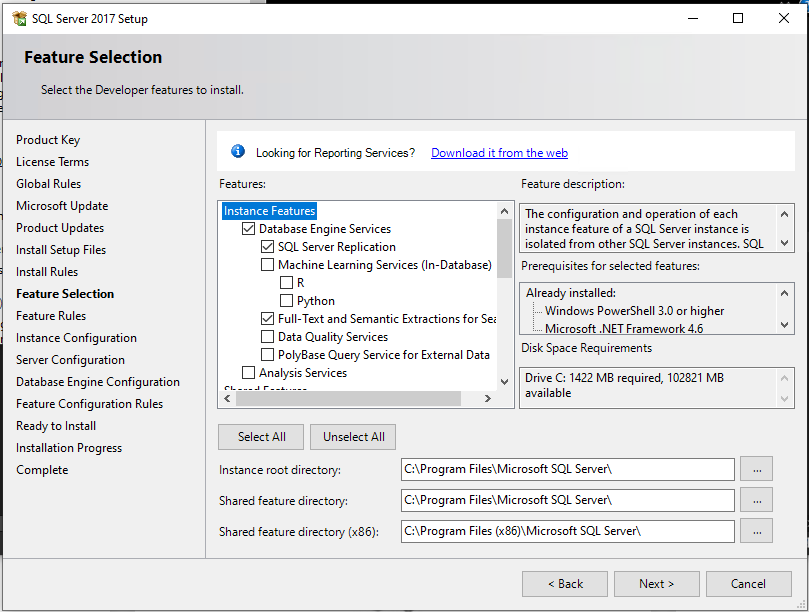 SQL Server 2017 Setup
Feature Selection
Select the Developer features to install.
Product Key
License Terms
Global Rules
Microsoft Update
Product Updates
Install Setup Files
Install Rules
Feature Selection
Feature Rules
Instance Configuration
Server Configuration
Database Engine Configuration
Feature Configuration Rules
Ready to Install
Installation Progress
Complete
Looking for Reporting Services? Download it from the web
Features:
Instance Features
Database Engine Services
SQL Server Replication
Machine Learning Services (In-Database)
R
Python
Full-Text and Semantic Extractions for Sea
Data Quality Services
PolyBase Query Service for External Data
Analysis Services
Shared Features
Feature description:
The configuration and operation of each
instance feature of a SQL Server instance is
isolated from other SQL Server instances. SQL
Prerequisites for selected features:
Already installed:
Windows PowerShell 3.0 or higher
Microsoft .NET Framework 4.6
Disk Space Requirements
Drive C: 1422 MB required, 102821 MB
available
Select All
Unselect All
Instance root directory: C:\Program Files\Microsoft SQL Server\ ...
Shared feature directory: C:\Program Files\Microsoft SQL Server\ ...
Shared feature directory (x86): C:\Program Files (x86)\Microsoft SQL Server\ ...
< Back
Next >
Cancel